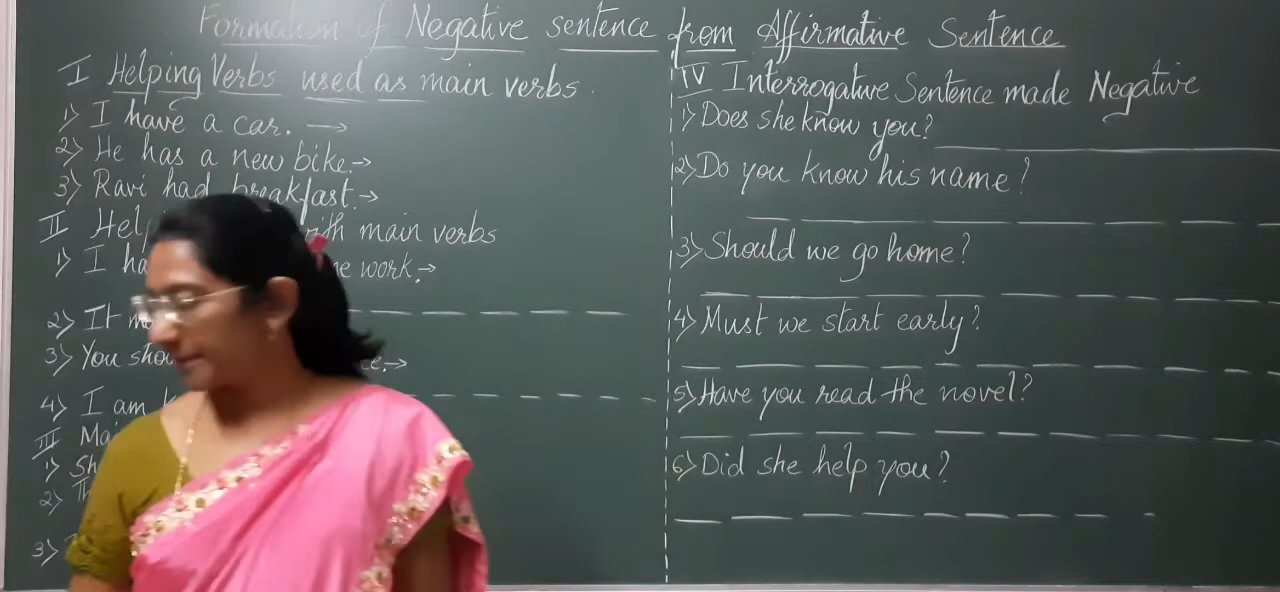 Formation of Negative sentence from Affirmative Sentence
I Helping Verbs used as main verbs.
1) I have a car. →
2) He has a new bike.→
3) Ravi had breakfast.→
II with main verbs
1) I work.→
2) It
3) You →
4) I am
III
1)
2)
3)
IV Interrogative Sentence made Negative
1) Does she know you?
2) Do you know his name?
3) Should we go home?
4) Must we start early?
5) Have you read the novel?
6) Did she help you?